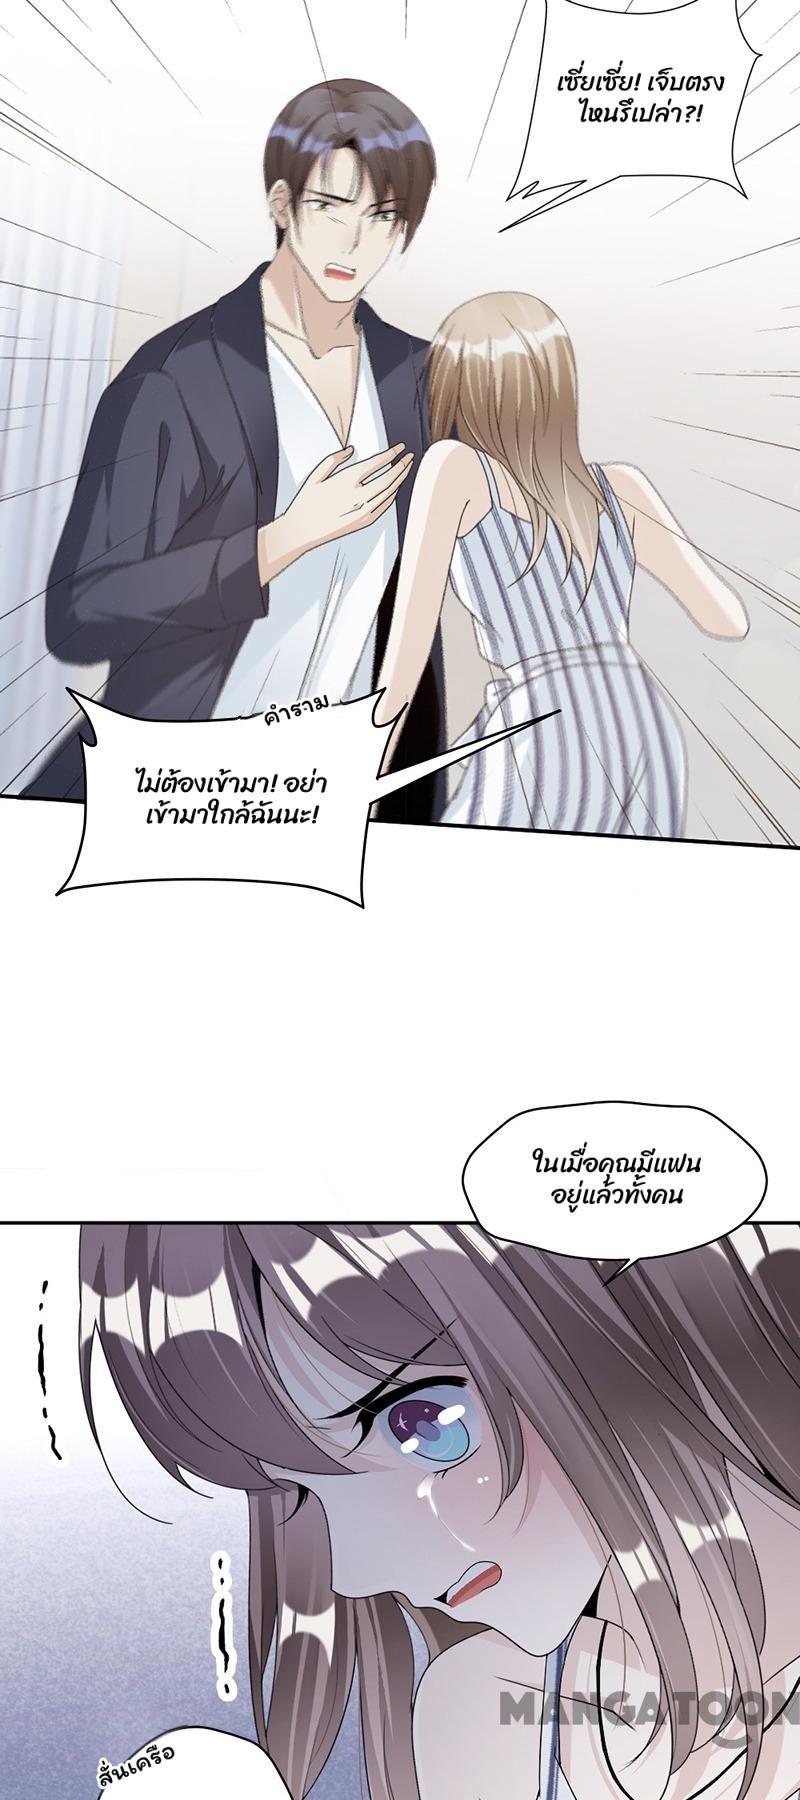 เซี่ยเซี่ย! เจ็บตรง
ไหนรึเปล่า?!
คำราม
ไม่ต้องเข้ามา! อย่า
เข้ามาใกล้ฉันนะ!
ในเมื่อคุณมีแฟน
อยู่แล้วทั้งคน
MANGATOON
สั่นเครือ